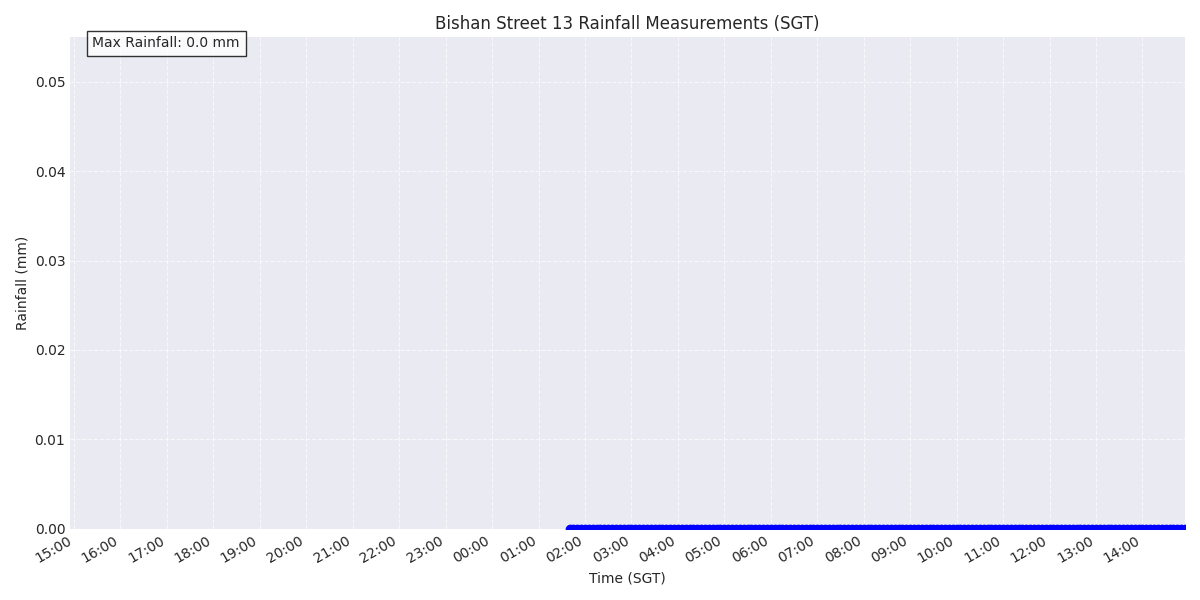 Bishan Street 13 Rainfall Measurements (SGT)
Max Rainfall: 0.0 mm
0.05
0.04
0.03
0.02
0.01
0.00
Rainfall (mm)
15:00 16:00 17:00 18:00 19:00 20:00 21:00 22:00 23:00 00:00 01:00 02:00 03:00 04:00 05:00 06:00 07:00 08:00 09:00 10:00 11:00 12:00 13:00 14:00
Time (SGT)